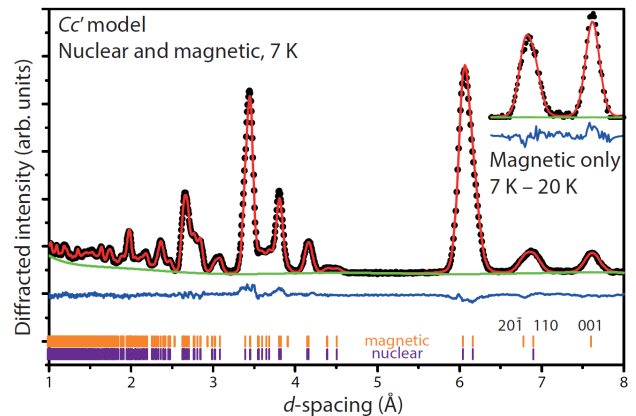 Cc′ model
Nuclear and magnetic, 7 K
Magnetic only
7 K – 20 K
Diffracted intensity (arb. units)
201̄ 110 001
magnetic
nuclear
1 2 3 4 5 6 7 8
d-spacing (Å)